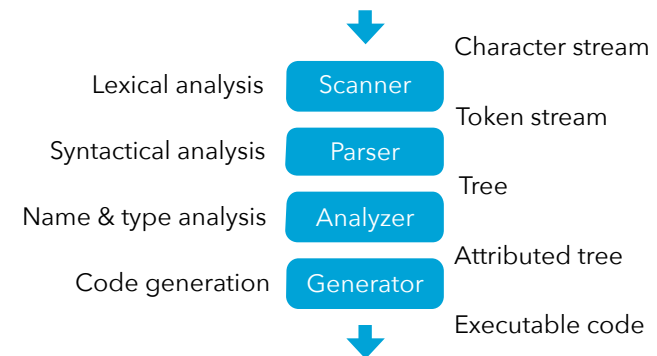 Character stream
Lexical analysis Scanner
Token stream
Syntactical analysis Parser
Tree
Name & type analysis Analyzer
Attributed tree
Code generation Generator
Executable code